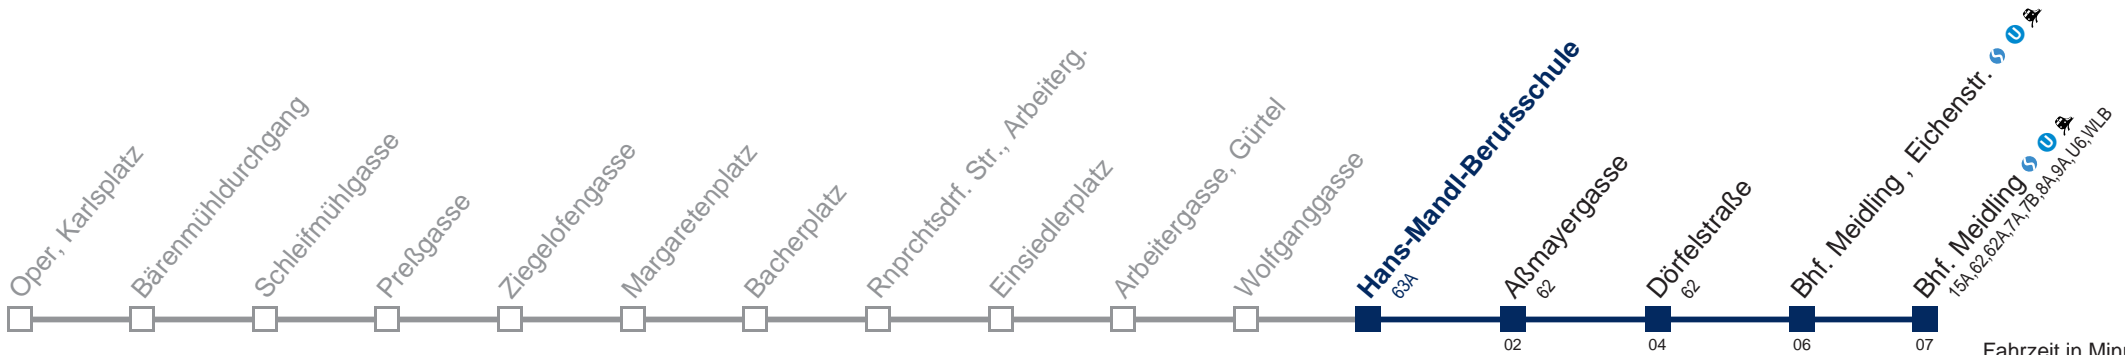 Oper, Karlsplatz
Bärenmühldurchgang
Schleifmühlgasse
Preßgasse
Ziegelofengasse
Margaretenplatz
Bacherplatz
Rnprchtsdrf. Str., Arbeiterg.
Einsiedlerplatz
Arbeitergasse, Gürtel
Wolfganggasse
Hans-Mandl-Berufsschule
63A
Aßmayergasse
62
Dörfelstraße
62
Bhf. Meidling , Eichenstr. S U
Bhf. Meidling S U
15A,62,62A,7A,7B,8A,9A,U6,WLB
02
04
06
07
Fahrzeit in